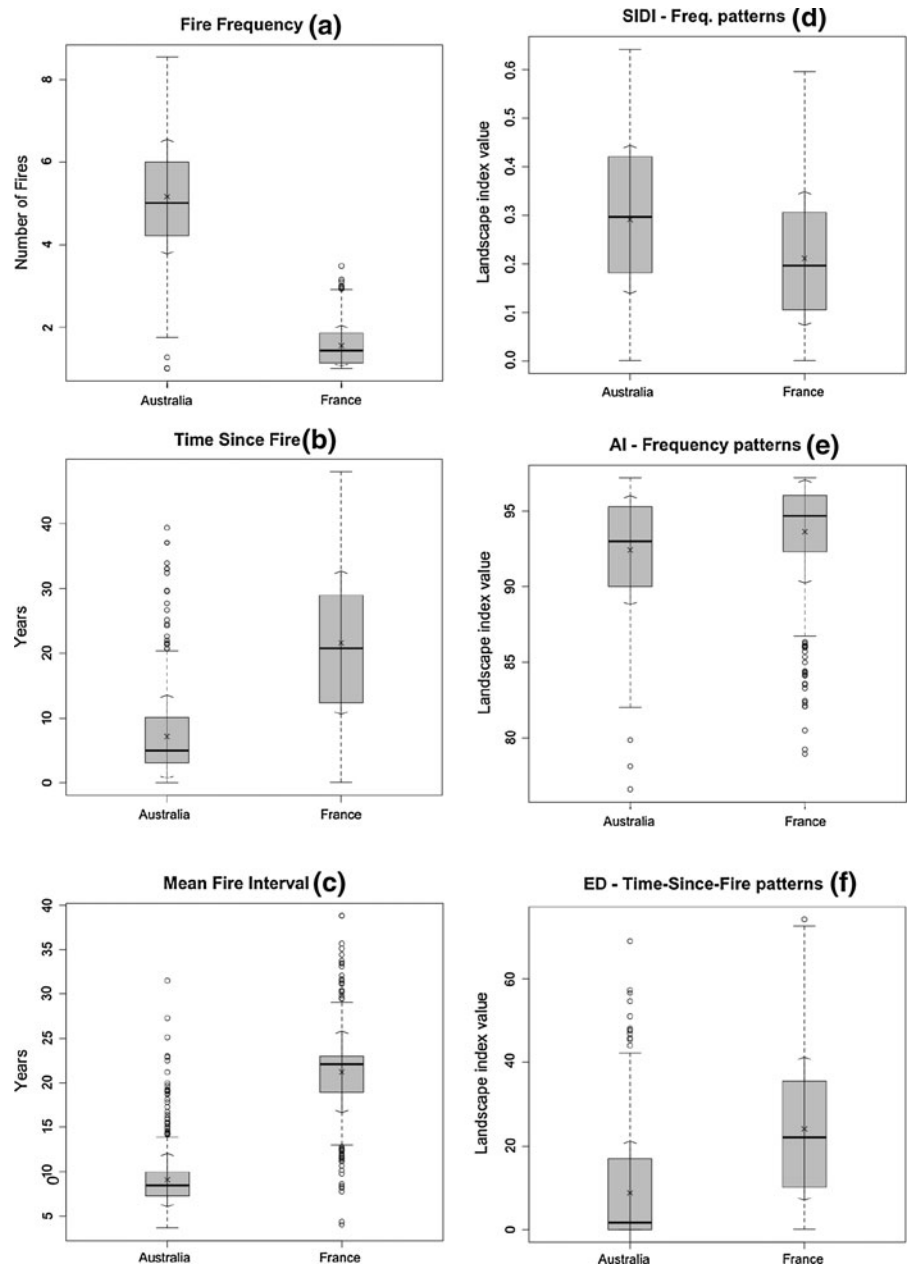 Fire Frequency (a)
Number of Fires
8
6
4
2
Australia France
SIDI - Freq. patterns (d)
Landscape index value
0.6
0.5
0.4
0.3
0.2
0.1
0.0
Australia France
Time Since Fire (b)
Years
40
30
20
10
0
Australia France
AI - Frequency patterns (e)
Landscape index value
95
90
85
80
Australia France
Mean Fire Interval (c)
Years
40
35
30
25
20
15
10
0
5
Australia France
ED - Time-Since-Fire patterns (f)
Landscape index value
60
40
20
0
Australia France